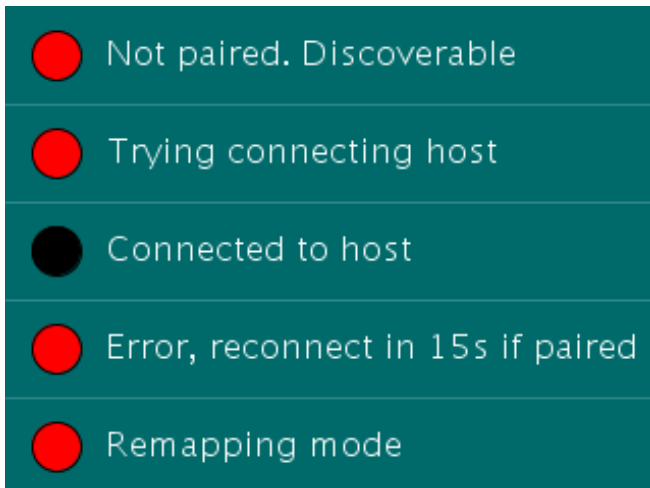 Not paired. Discoverable
Trying connecting host
Connected to host
Error, reconnect in 15s if paired
Remapping mode